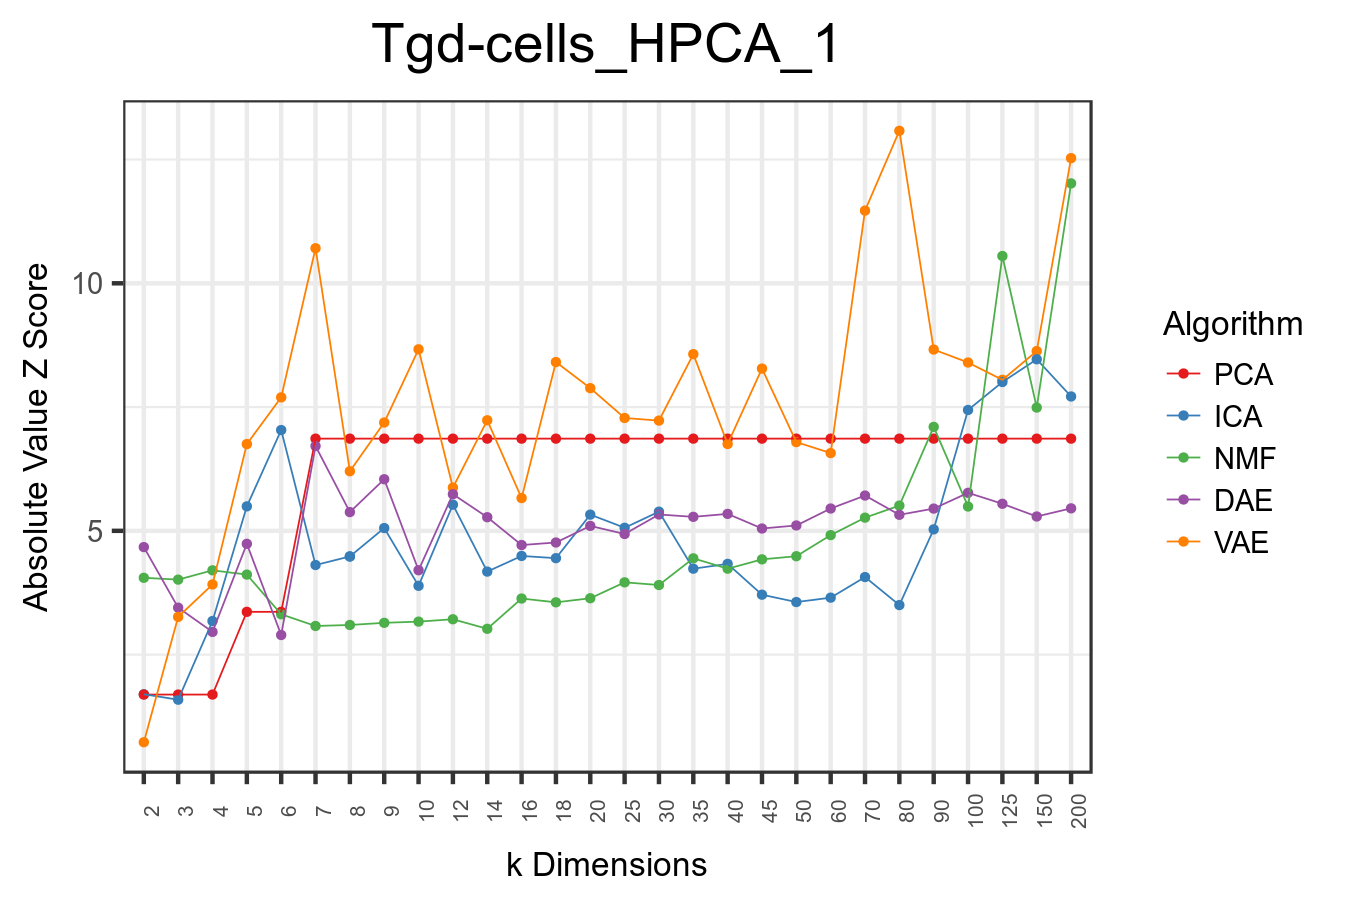 Tgd-cells_HPCA_1
Absolute Value Z Score
10
5
2 3 4 5 6 7 8 9 10 12 14 16 18 20 25 30 35 40 45 50 60 70 80 90 100 125 150 200
k Dimensions
Algorithm
PCA
ICA
NMF
DAE
VAE